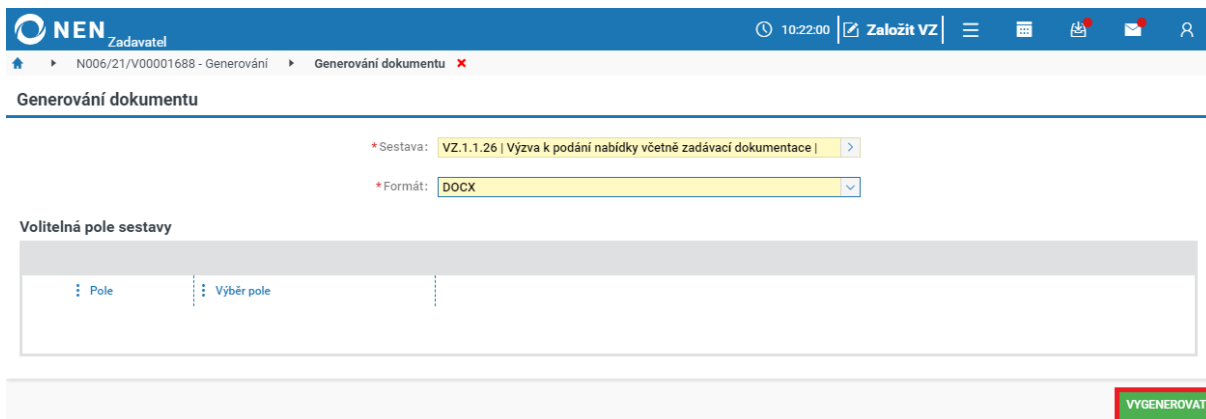 NEN Zadavatel 10:22:00 Založit VZ
N006/21/V00001688 - Generování Generování dokumentu
Generování dokumentu
*Sestava: VZ.1.1.26 | Výzva k podání nabídky včetně zadávací dokumentace |
*Formát: DOCX
Volitelná pole sestavy
Pole Výběr pole
VYGENEROVAT